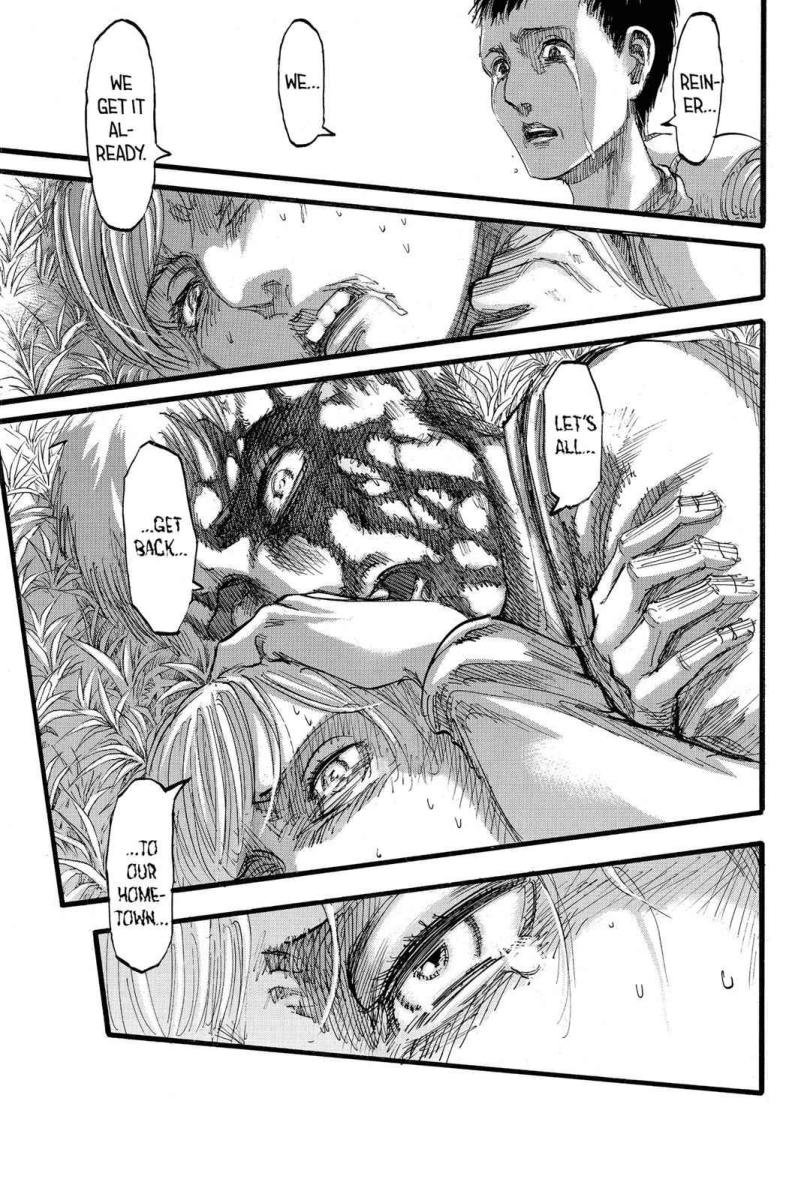 REIN-
ER...
WE...
WE
GET IT
AL-
READY.
LET'S
ALL...
...GET
BACK...
...TO
OUR
HOME-
TOWN...